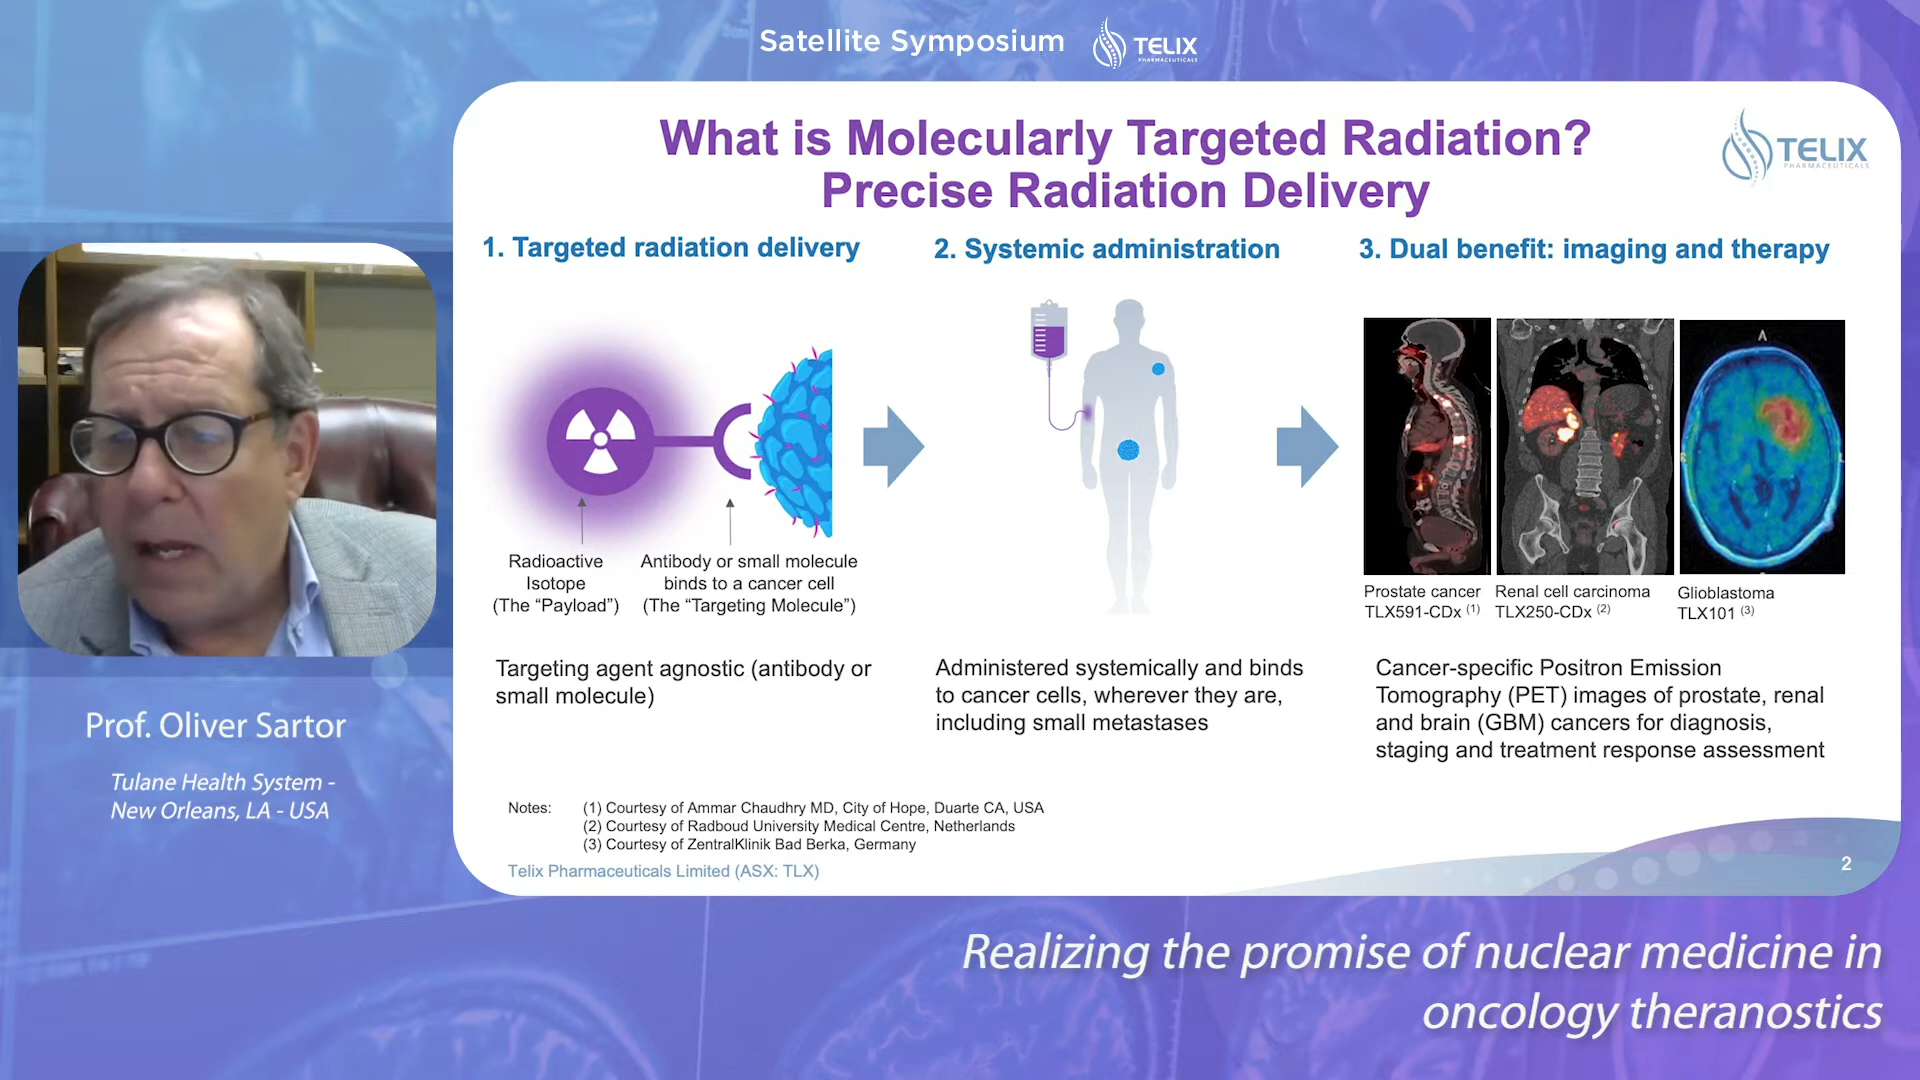 Satellite Symposium
TELIX
PHARMACEUTICALS
What is Molecularly Targeted Radiation?
Precise Radiation Delivery
TELIX
PHARMACEUTICALS
1. Targeted radiation delivery
2. Systemic administration
3. Dual benefit: imaging and therapy
A
Radioactive
Isotope
(The “Payload”)
Antibody or small molecule
binds to a cancer cell
(The “Targeting Molecule”)
Prostate cancer
TLX591-CDx (1)
Renal cell carcinoma
TLX250-CDx (2)
Glioblastoma
TLX101 (3)
Targeting agent agnostic (antibody or
small molecule)
Administered systemically and binds
to cancer cells, wherever they are,
including small metastases
Cancer-specific Positron Emission
Tomography (PET) images of prostate, renal
and brain (GBM) cancers for diagnosis,
staging and treatment response assessment
Prof. Oliver Sartor
Tulane Health System -
New Orleans, LA - USA
Notes: (1) Courtesy of Ammar Chaudhry MD, City of Hope, Duarte CA, USA
(2) Courtesy of Radboud University Medical Centre, Netherlands
(3) Courtesy of ZentralKlinik Bad Berka, Germany
Telix Pharmaceuticals Limited (ASX: TLX)
2
Realizing the promise of nuclear medicine in
oncology theranostics